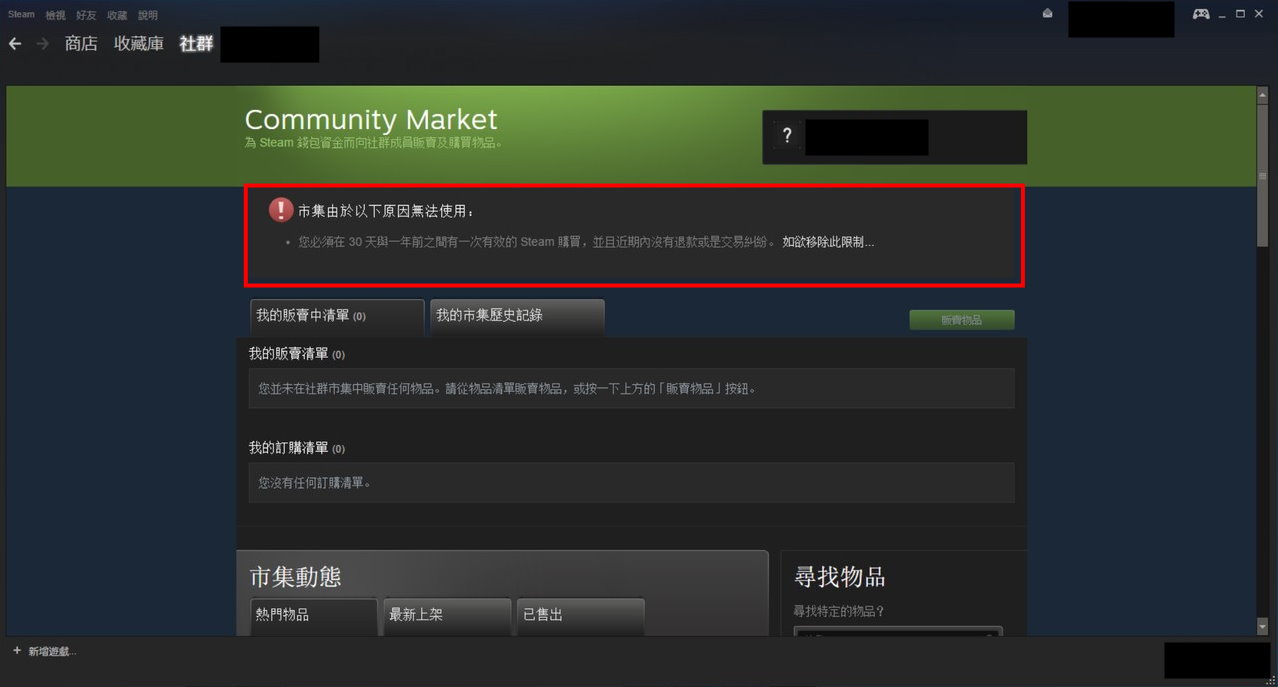 Steam 檢視 好友 收藏 說明
商店 收藏庫 社群
Community Market
為 Steam 錢包資金而向社群成員販賣及購買物品。
?
市集由於以下原因無法使用：
• 您必須在 30 天與一年前之間有一次有效的 Steam 購買，並且近期內沒有退款或是交易糾紛。 如欲移除此限制...
我的販賣中清單 (0) 我的市集歷史記錄 販賣物品
我的販賣清單 (0)
您並未在社群市集中販賣任何物品。請從物品清單販賣物品，或按一下上方的「販賣物品」按鈕。
我的訂購清單 (0)
您沒有任何訂購清單。
市集動態
熱門物品 最新上架 已售出
尋找物品
尋找特定的物品？
+ 新增遊戲...